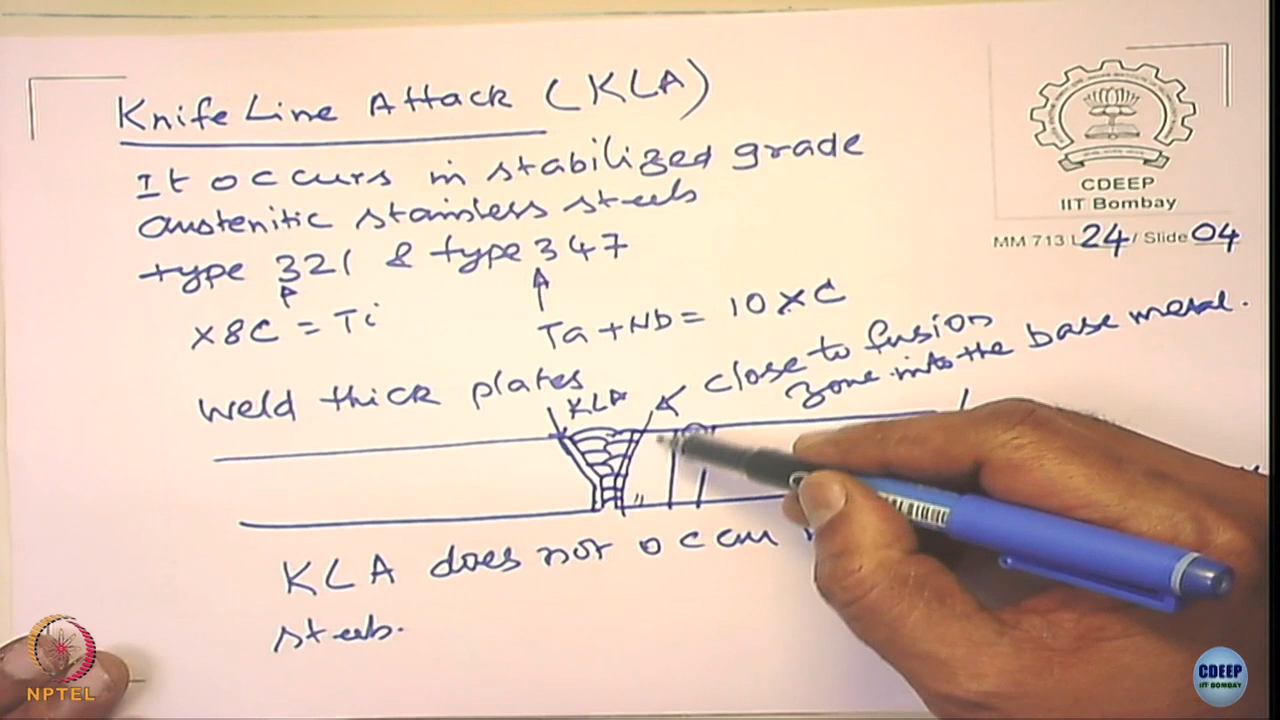 Knife Line Attack (KLA)
It occurs in stabilized grade
austenitic stainless steels
type 321 & type 347
x8C = Ti
Ta + Nb = 10 x C
weld thick plates
KLA
close to fusion
zone into the base metal.
KLA does not occur
steels.
CDEEP
IIT Bombay
MM 713 L24 / Slide 04
NPTEL
CDEEP
IIT BOMBAY